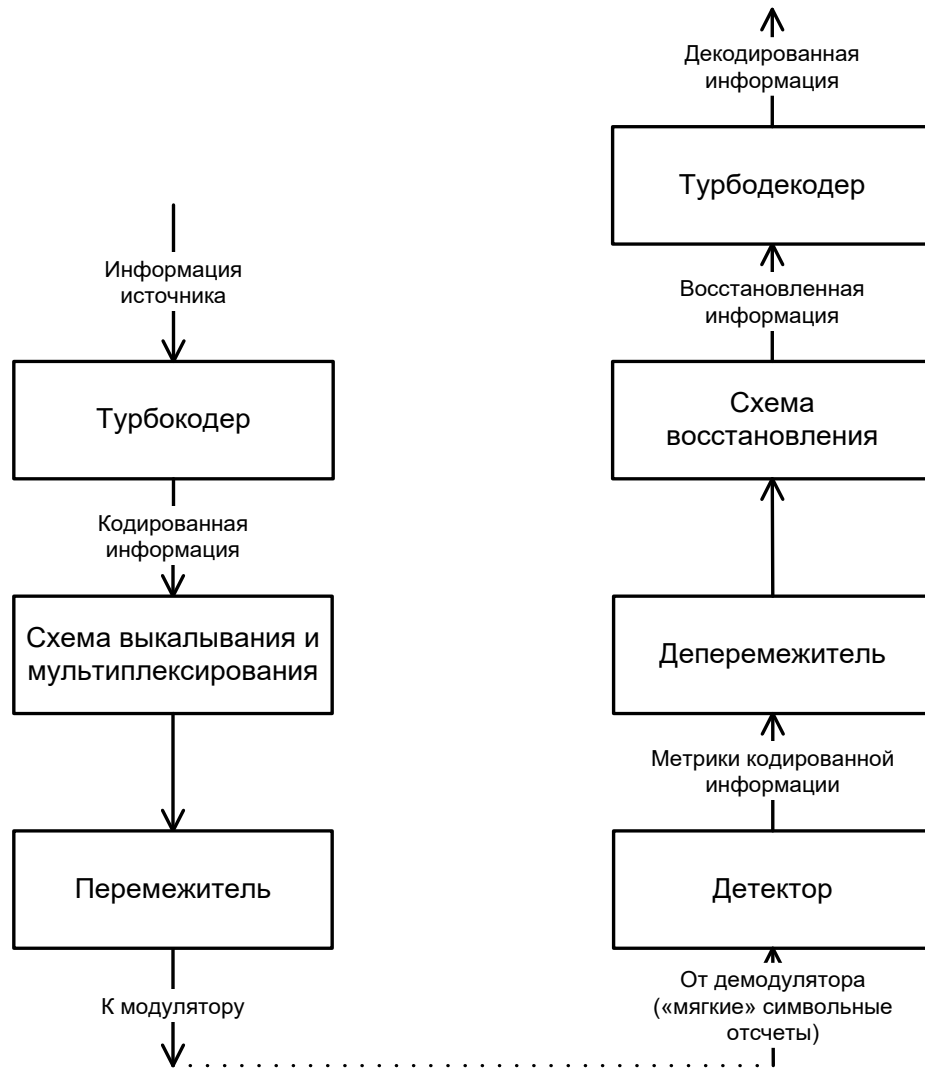 Информация
источника
Турбокодер
Кодированная
информация
Схема выкалывания и
мультиплексирования
Перемежитель
К модулятору
Декодированная
информация
Турбодекодер
Восстановленная
информация
Схема
восстановления
Деперемежитель
Метрики кодированной
информации
Детектор
От демодулятора
(«мягкие» символьные
отсчеты)